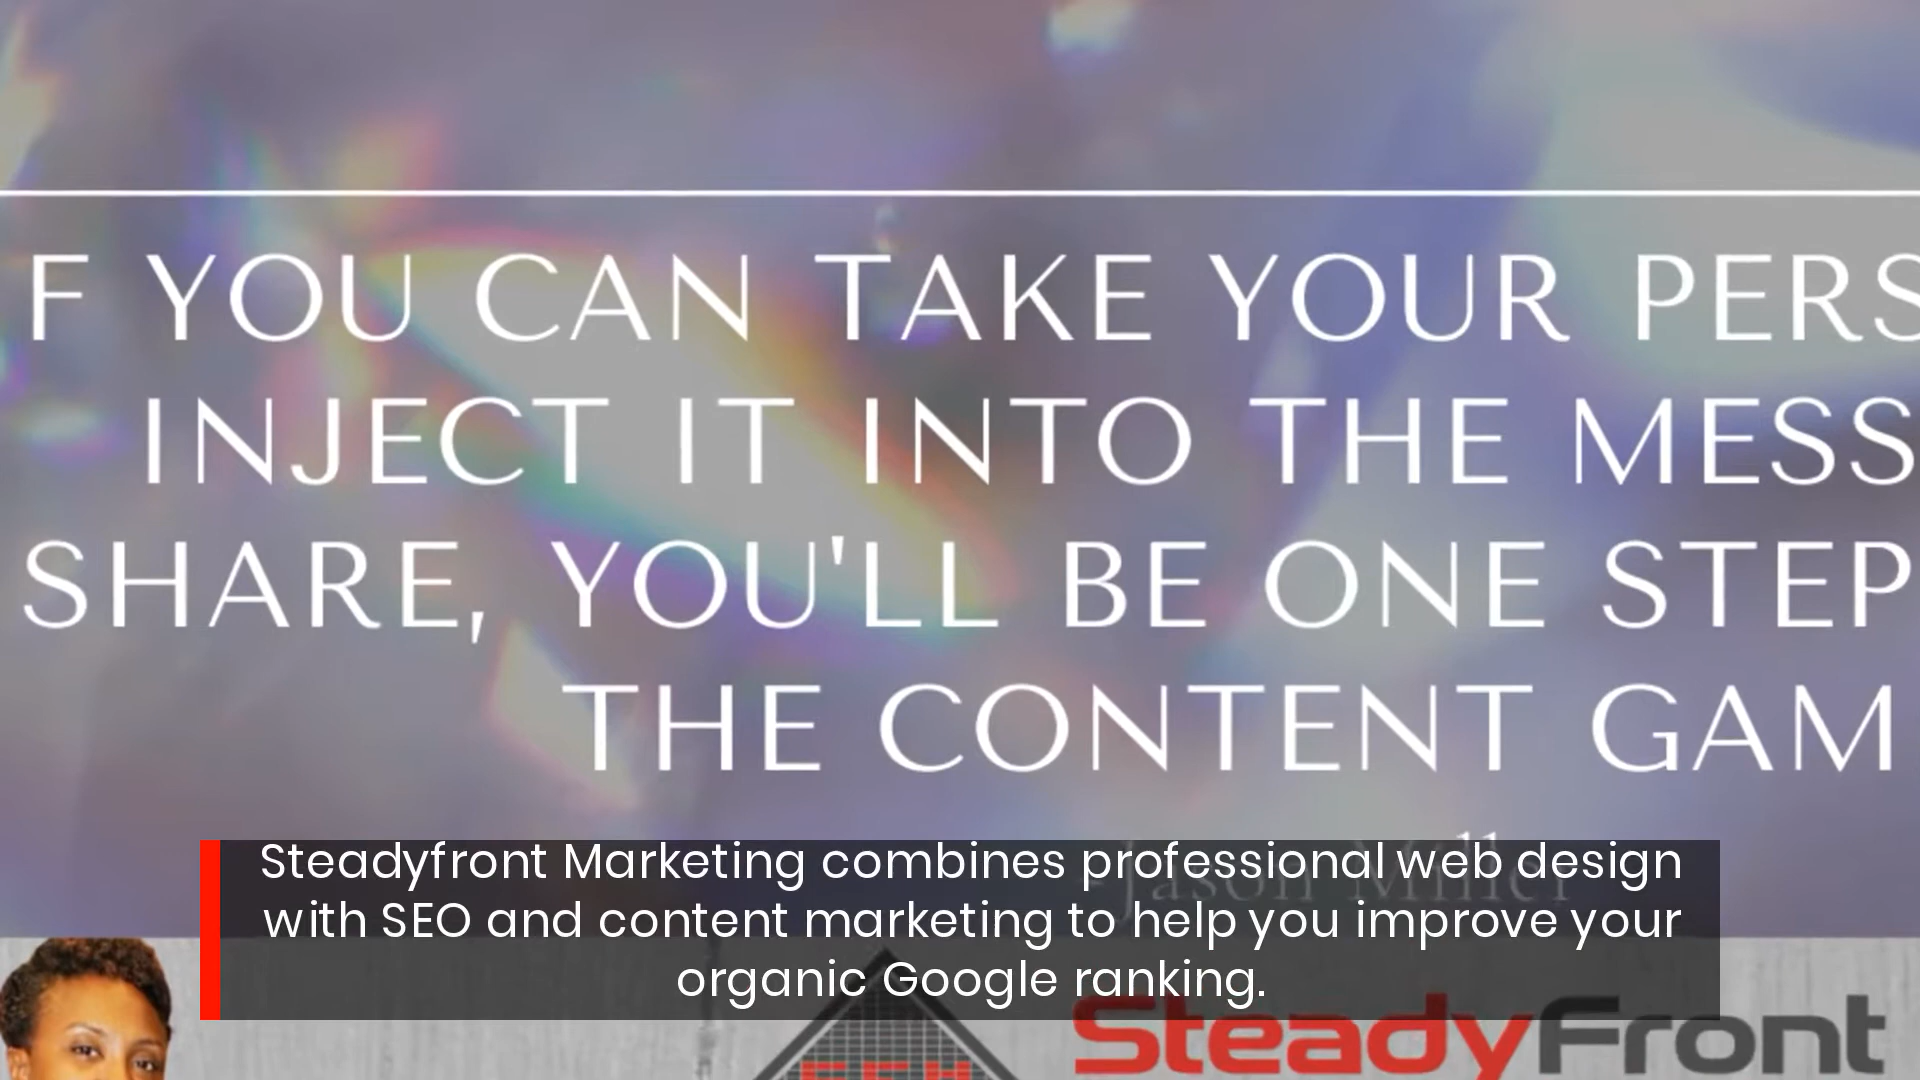 F YOU CAN TAKE YOUR PERS
INJECT IT INTO THE MESS
SHARE, YOU'LL BE ONE STEP
THE CONTENT GAM
-Jason Miller
Steadyfront Marketing combines professional web design
with SEO and content marketing to help you improve your
organic Google ranking.
SteadyFront